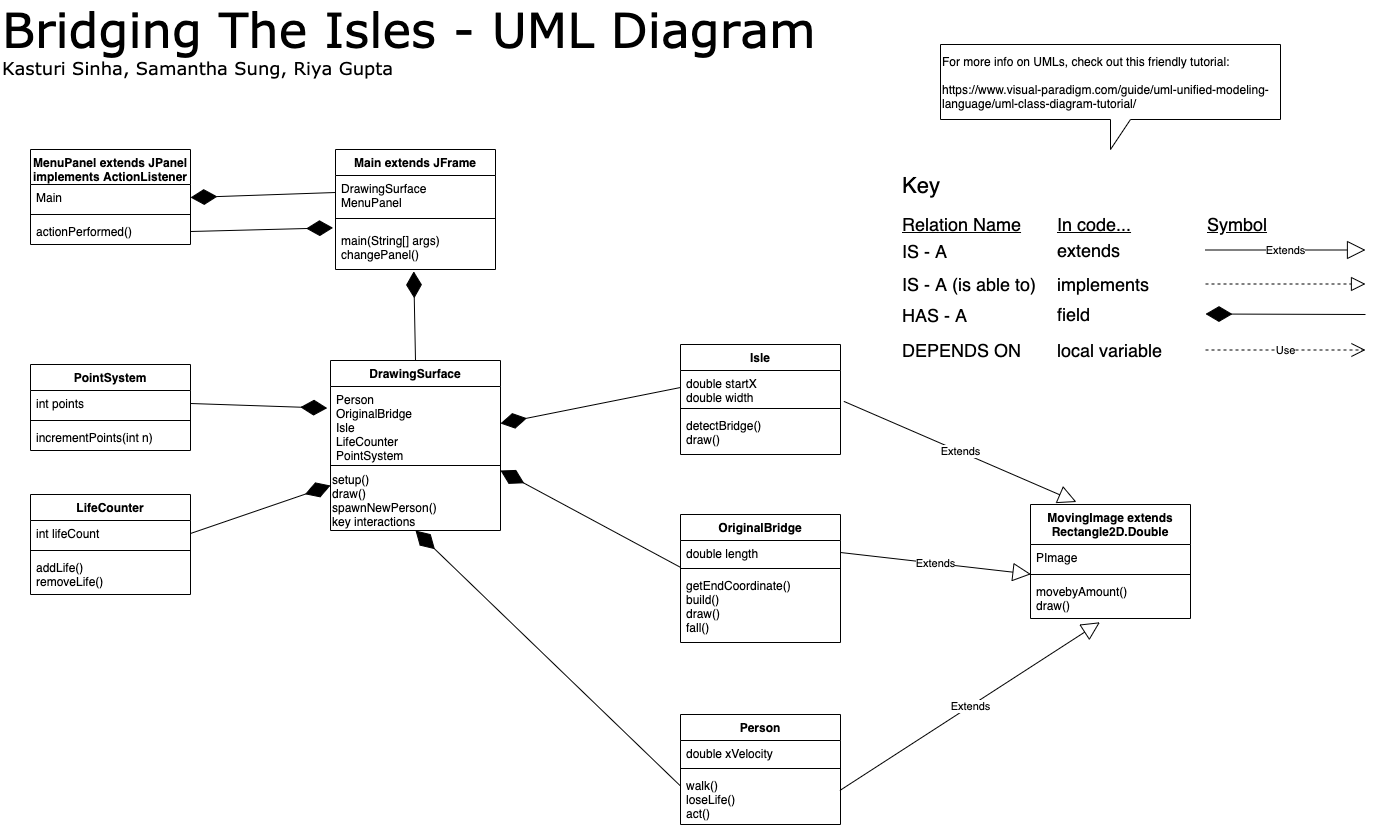 Bridging The Isles - UML Diagram
Kasturi Sinha, Samantha Sung, Riya Gupta
For more info on UMLs, check out this friendly tutorial:
https://www.visual-paradigm.com/guide/uml-unified-modeling-
language/uml-class-diagram-tutorial/
MenuPanel extends JPanel
implements ActionListener
Main
actionPerformed()
Main extends JFrame
DrawingSurface
MenuPanel
main(String[] args)
changePanel()
Key
Relation Name In code... Symbol
IS - A extends Extends
IS - A (is able to) implements
HAS - A field
DEPENDS ON local variable Use
PointSystem
int points
incrementPoints(int n)
LifeCounter
int lifeCount
addLife()
removeLife()
DrawingSurface
Person
OriginalBridge
Isle
LifeCounter
PointSystem
setup()
draw()
spawnNewPerson()
key interactions
Isle
double startX
double width
detectBridge()
draw()
Extends
OriginalBridge
double length
getEndCoordinate()
build()
draw()
fall()
Extends
MovingImage extends
Rectangle2D.Double
PImage
movebyAmount()
draw()
Person
double xVelocity
walk()
loseLife()
act()
Extends